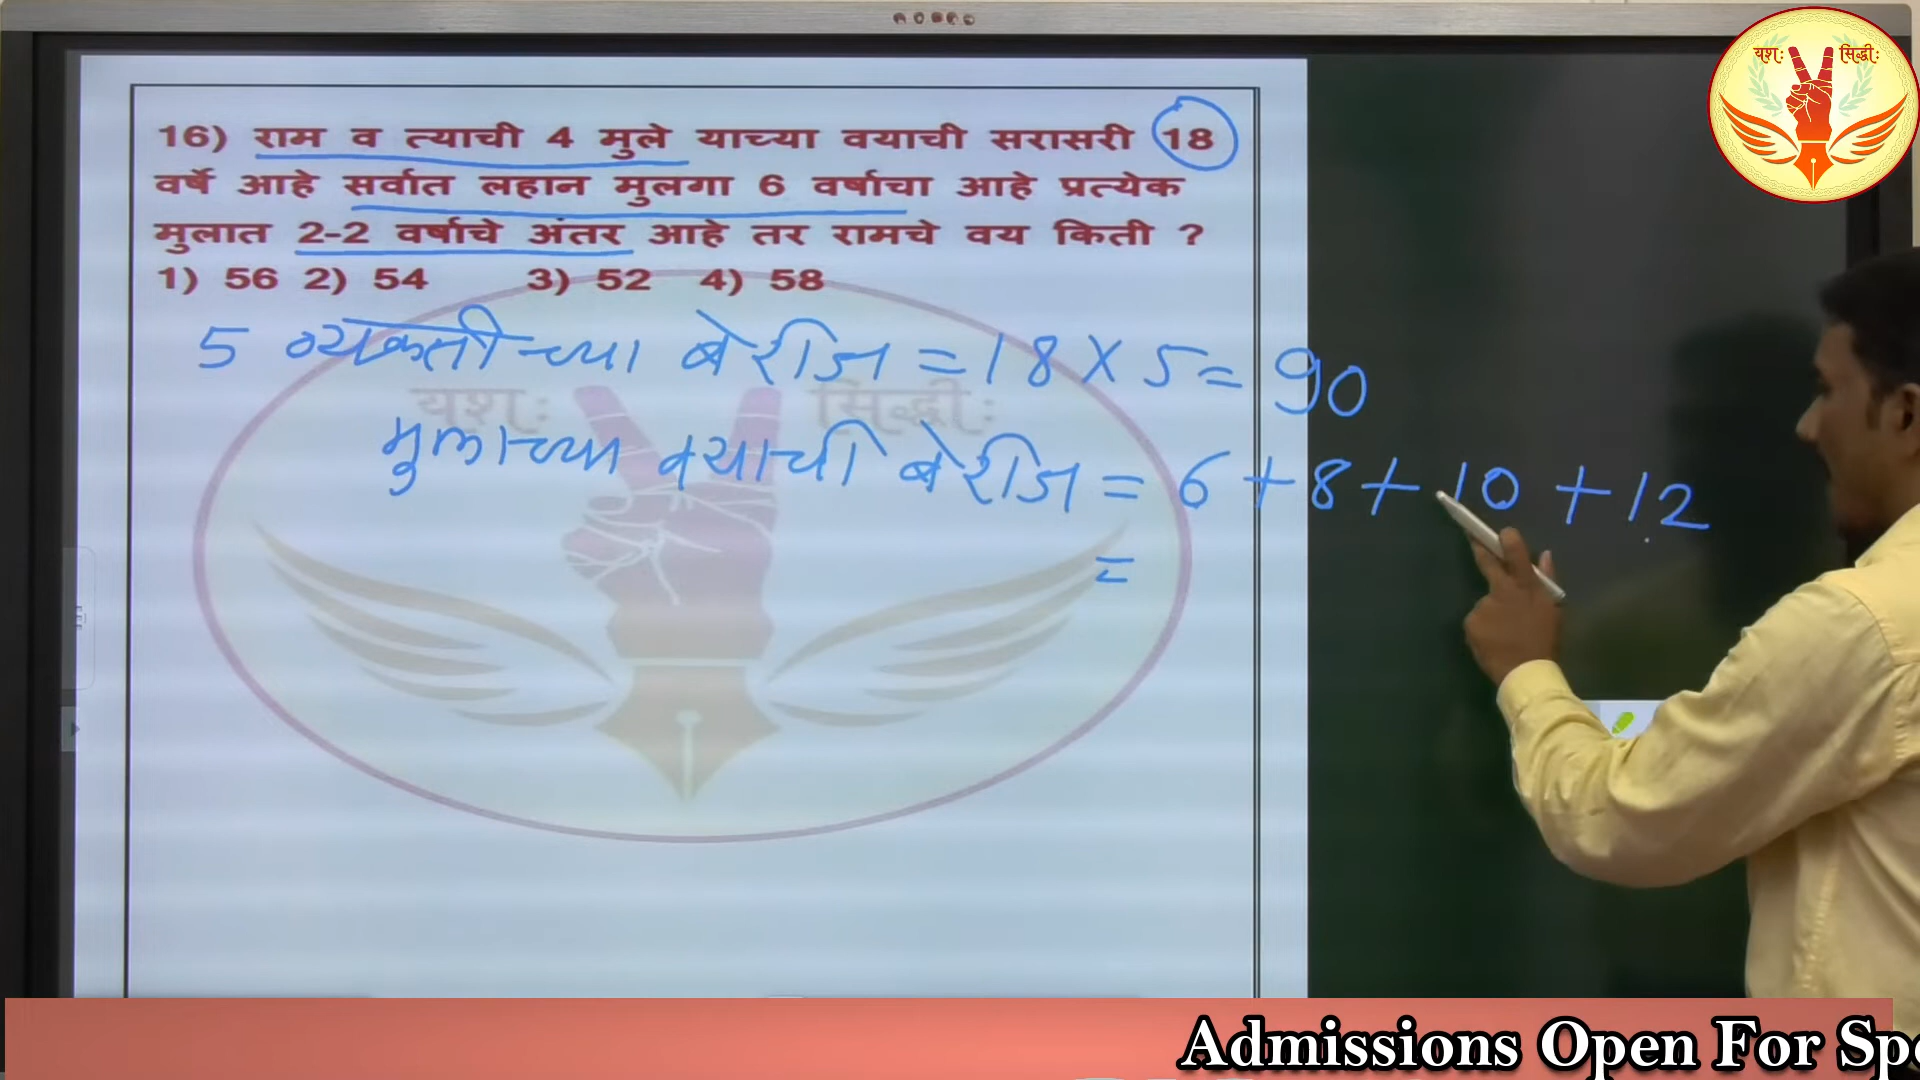 यशः सिद्धीः
16) राम व त्याची 4 मुले याच्या वयाची सरासरी 18
वर्षे आहे सर्वात लहान मुलगा 6 वर्षाचा आहे प्रत्येक
मुलात 2-2 वर्षाचे अंतर आहे तर रामचे वय किती ?
1) 56 2) 54 3) 52 4) 58
5 व्यक्तीच्या बेरीज = 18 X 5 = 90
यशः सिद्धीः
मुलाच्या वयाची बेरीज = 6 + 8 + 10 + 12
=
Admissions Open For Spe